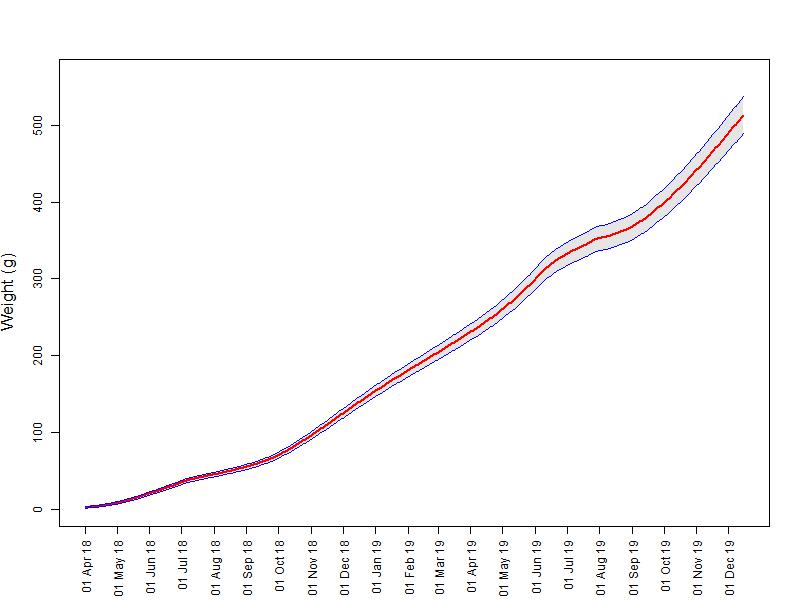 Weight (g)
500
400
300
200
100
0
01 Apr 18
01 May 18
01 Jun 18
01 Jul 18
01 Aug 18
01 Sep 18
01 Oct 18
01 Nov 18
01 Dec 18
01 Jan 19
01 Feb 19
01 Mar 19
01 Apr 19
01 May 19
01 Jun 19
01 Jul 19
01 Aug 19
01 Sep 19
01 Oct 19
01 Nov 19
01 Dec 19